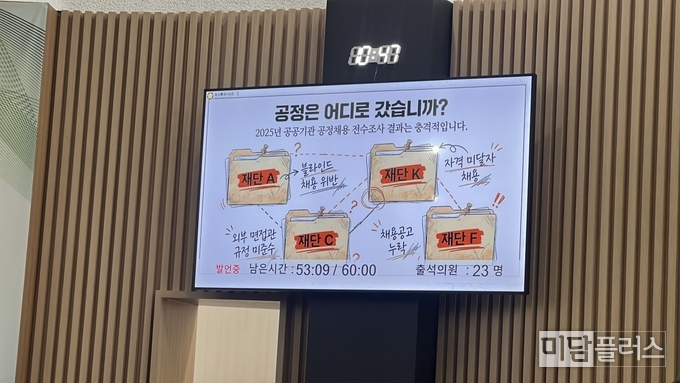 10:47
공정은 어디로 갔습니까?
2025년 공공기관 공정채용 전수조사 결과는 충격적입니다.
재단 A
블라인드
채용 위반
재단 K
자격 미달자
채용
외부 면접관
규정 미준수
재단 C
채용공고
누락
재단 F
발언중 남은시간 : 53:09 / 60:00 출석의원 : 23 명
미담플러스